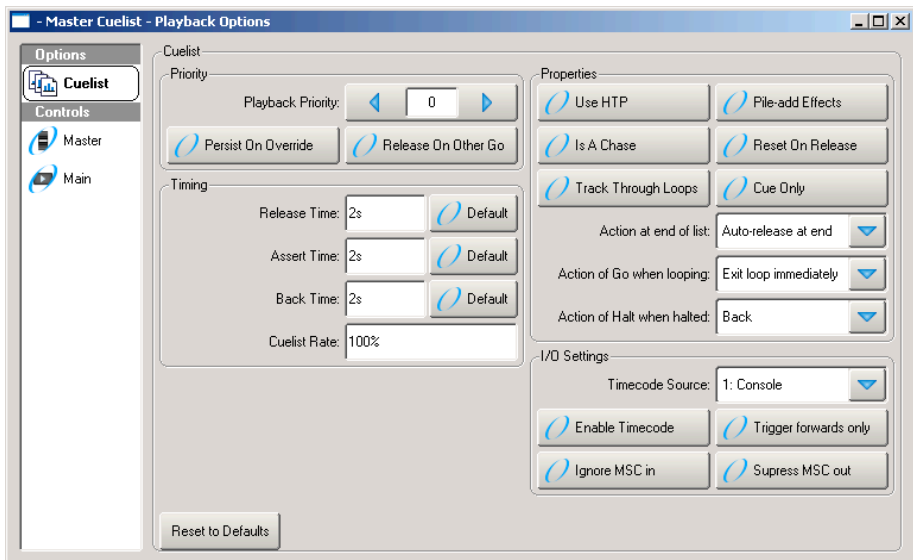 - Master Cuelist - Playback Options
Options
Cuelist
Controls
Master
Main
Cuelist
Priority
Playback Priority: 0
Persist On Override
Release On Other Go
Timing
Release Time: 2s Default
Assert Time: 2s Default
Back Time: 2s Default
Cuelist Rate: 100%
Properties
Use HTP
Pile-add Effects
Is A Chase
Reset On Release
Track Through Loops
Cue Only
Action at end of list: Auto-release at end
Action of Go when looping: Exit loop immediately
Action of Halt when halted: Back
I/O Settings
Timecode Source: 1: Console
Enable Timecode
Trigger forwards only
Ignore MSC in
Supress MSC out
Reset to Defaults